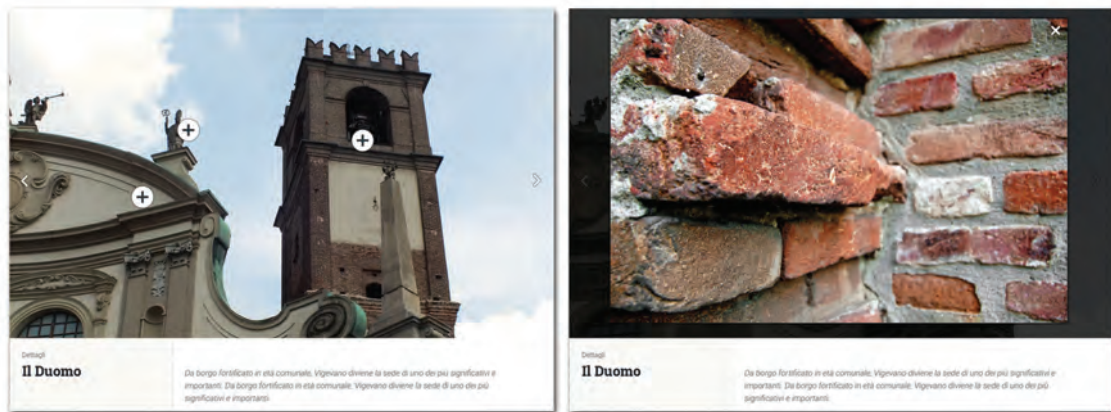 Dettagli
Il Duomo
Da borgo fortificato in età comunale, Vigevano diviene la sede di uno dei più significativi e
importanti. Da borgo fortificato in età comunale, Vigevano diviene la sede di uno dei più
significativi e importanti.
Dettagli
Il Duomo
Da borgo fortificato in età comunale, Vigevano diviene la sede di uno dei più significativi e
importanti. Da borgo fortificato in età comunale, Vigevano diviene la sede di uno dei più
significativi e importanti.